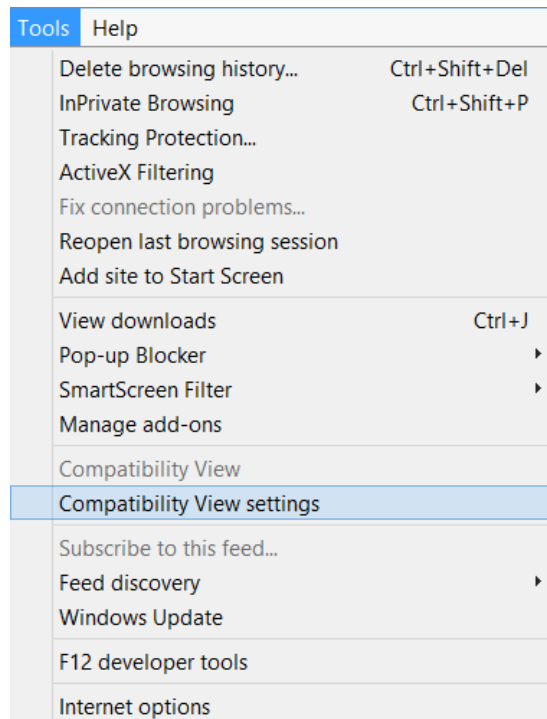 Tools Help
Delete browsing history... Ctrl+Shift+Del
InPrivate Browsing Ctrl+Shift+P
Tracking Protection...
ActiveX Filtering
Fix connection problems...
Reopen last browsing session
Add site to Start Screen
View downloads Ctrl+J
Pop-up Blocker
SmartScreen Filter
Manage add-ons
Compatibility View
Compatibility View settings
Subscribe to this feed...
Feed discovery
Windows Update
F12 developer tools
Internet options